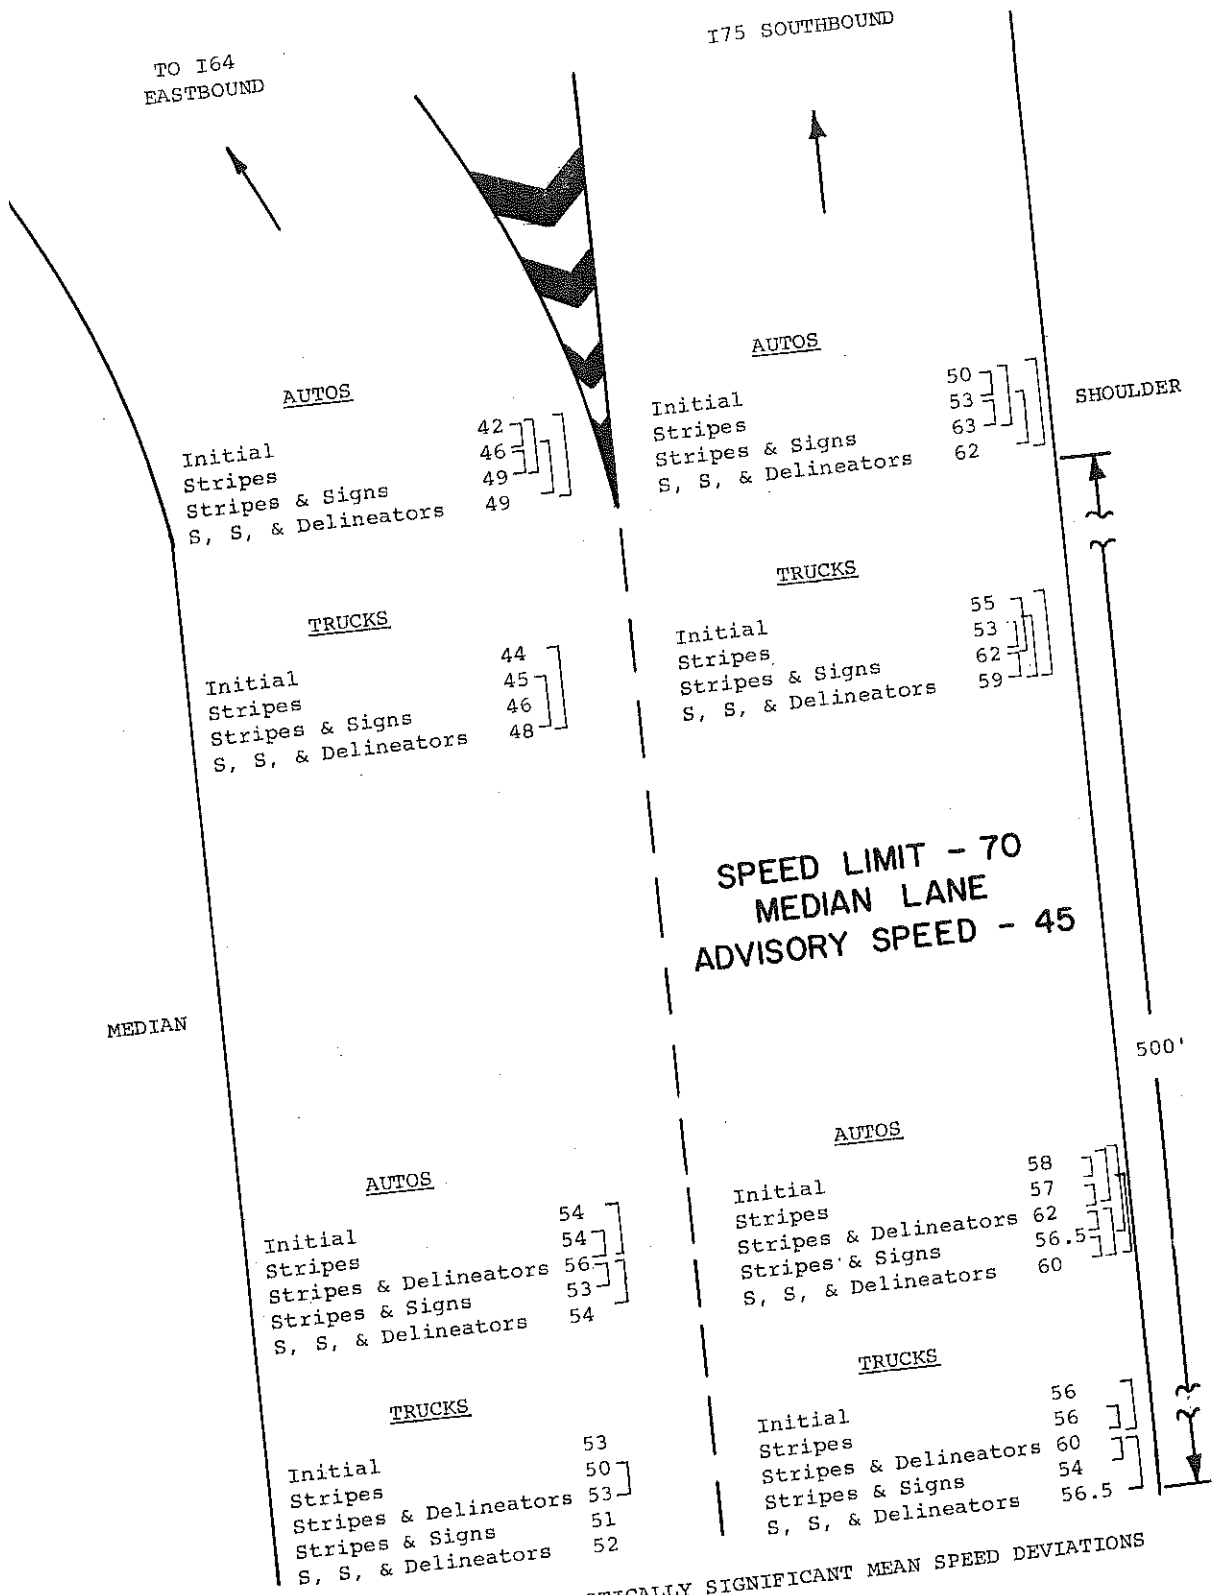 TO I64
EASTBOUND
I75 SOUTHBOUND
AUTOS
Initial 42
Stripes 46
Stripes & Signs 49
S, S, & Delineators 49
AUTOS
Initial 50
Stripes 53
Stripes & Signs 63
S, S, & Delineators 62
SHOULDER
TRUCKS
Initial 44
Stripes 45
Stripes & Signs 46
S, S, & Delineators 48
TRUCKS
Initial 55
Stripes 53
Stripes & Signs 62
S, S, & Delineators 59
SPEED LIMIT - 70
MEDIAN LANE
ADVISORY SPEED - 45
MEDIAN
500'
AUTOS
Initial 54
Stripes 54
Stripes & Delineators 56
Stripes & Signs 53
S, S, & Delineators 54
AUTOS
Initial 58
Stripes 57
Stripes & Delineators 62
Stripes & Signs 56.5
S, S, & Delineators 60
TRUCKS
Initial 53
Stripes 50
Stripes & Delineators 53
Stripes & Signs 51
S, S, & Delineators 52
TRUCKS
Initial 56
Stripes 56
Stripes & Delineators 60
Stripes & Signs 54
S, S, & Delineators 56.5
SIGNIFICANT MEAN SPEED DEVIATIONS